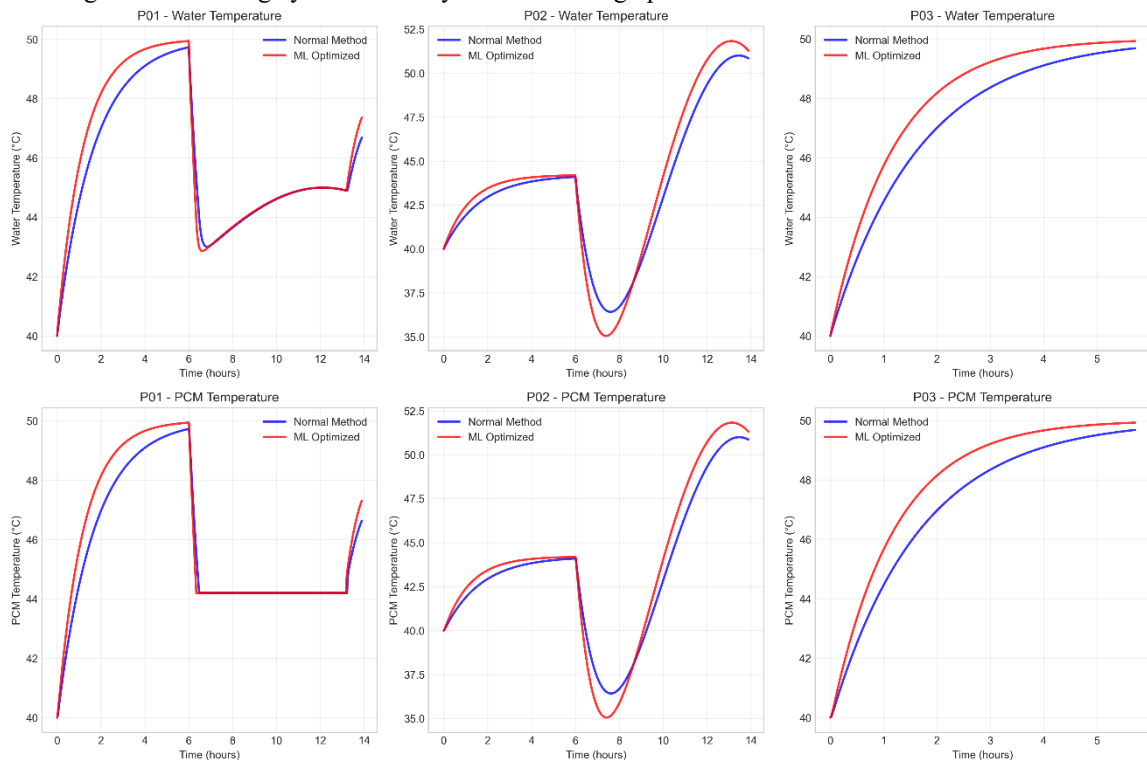 P01 - Water Temperature
50
48
46
44
42
40
Water Temperature (°C)
Normal Method
ML Optimized
0 2 4 6 8 10 12 14
Time (hours)
P02 - Water Temperature
52.5
50.0
47.5
45.0
42.5
40.0
37.5
35.0
Water Temperature (°C)
Normal Method
ML Optimized
0 2 4 6 8 10 12 14
Time (hours)
P03 - Water Temperature
50
48
46
44
42
40
Water Temperature (°C)
Normal Method
ML Optimized
0 1 2 3 4 5
Time (hours)
P01 - PCM Temperature
50
48
46
44
42
40
PCM Temperature (°C)
Normal Method
ML Optimized
0 2 4 6 8 10 12 14
Time (hours)
P02 - PCM Temperature
52.5
50.0
47.5
45.0
42.5
40.0
37.5
35.0
PCM Temperature (°C)
Normal Method
ML Optimized
0 2 4 6 8 10 12 14
Time (hours)
P03 - PCM Temperature
50
48
46
44
42
40
PCM Temperature (°C)
Normal Method
ML Optimized
0 1 2 3 4 5
Time (hours)